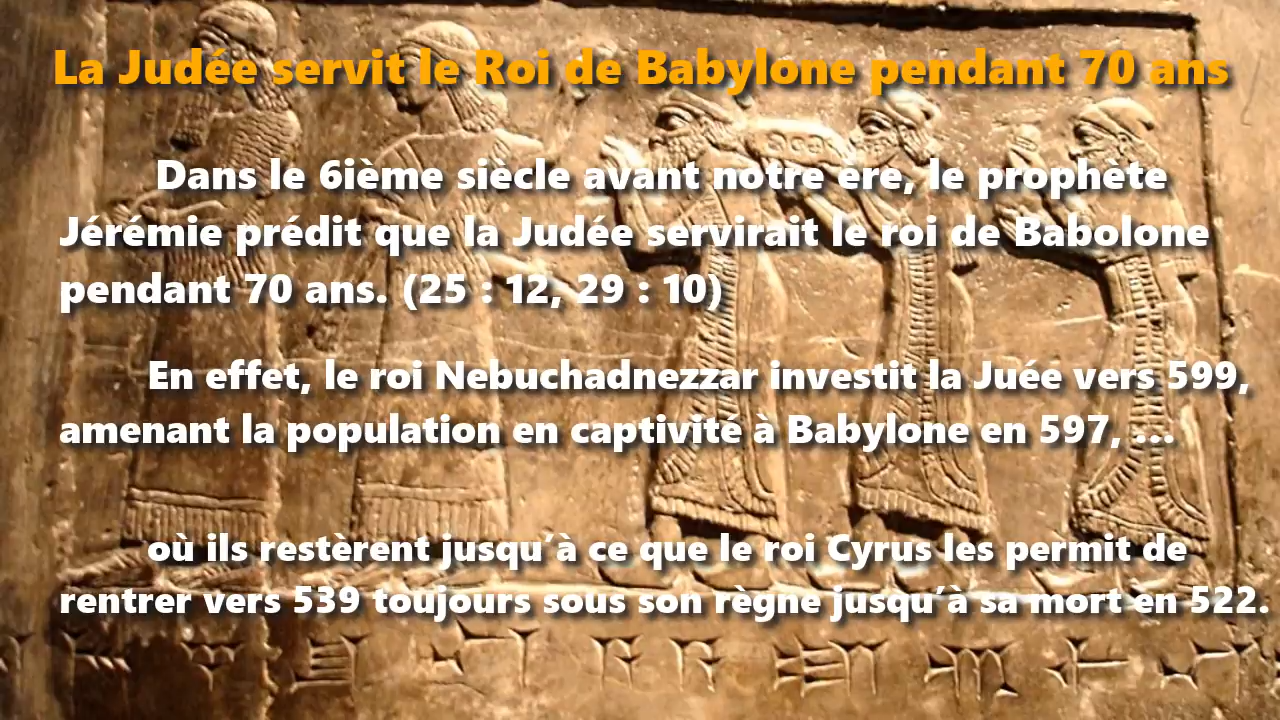 La Judée servit le Roi de Babylone pendant 70 ans
Dans le 6ième siècle avant notre ère, le prophète
Jérémie prédit que la Judée servirait le roi de Babolone
pendant 70 ans. (25 : 12, 29 : 10)
En effet, le roi Nebuchadnezzar investit la Juée vers 599,
amenant la population en captivité à Babylone en 597, ...
où ils restèrent jusqu’à ce que le roi Cyrus les permit de
rentrer vers 539 toujours sous son règne jusqu’à sa mort en 522.